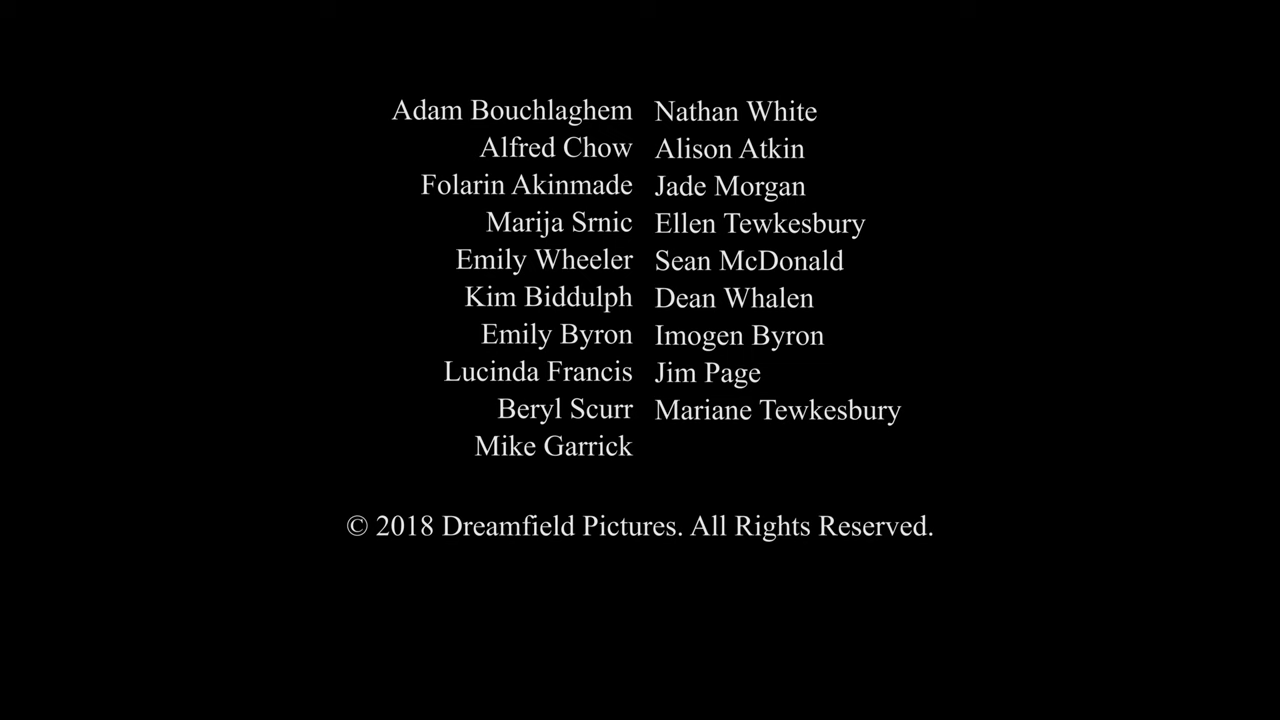 Adam Bouchlaghem Nathan White
Alfred Chow Alison Atkin
Folarin Akinmade Jade Morgan
Marija Srnic Ellen Tewkesbury
Emily Wheeler Sean McDonald
Kim Biddulph Dean Whalen
Emily Byron Imogen Byron
Lucinda Francis Jim Page
Beryl Scurr Mariane Tewkesbury
Mike Garrick
© 2018 Dreamfield Pictures. All Rights Reserved.